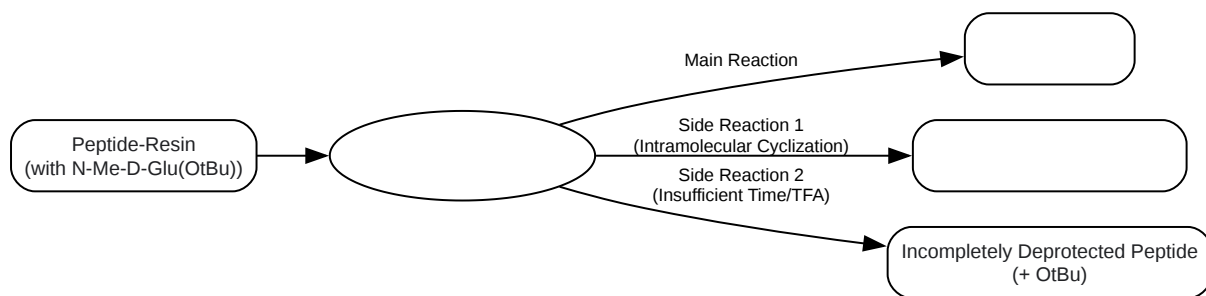 Main Reaction
Peptide-Resin
(with N-Me-D-Glu(OtBu))
Side Reaction 1
(Intramolecular Cyclization)
Side Reaction 2
(Insufficient Time/TFA)
Incompletely Deprotected Peptide
(+ OtBu)